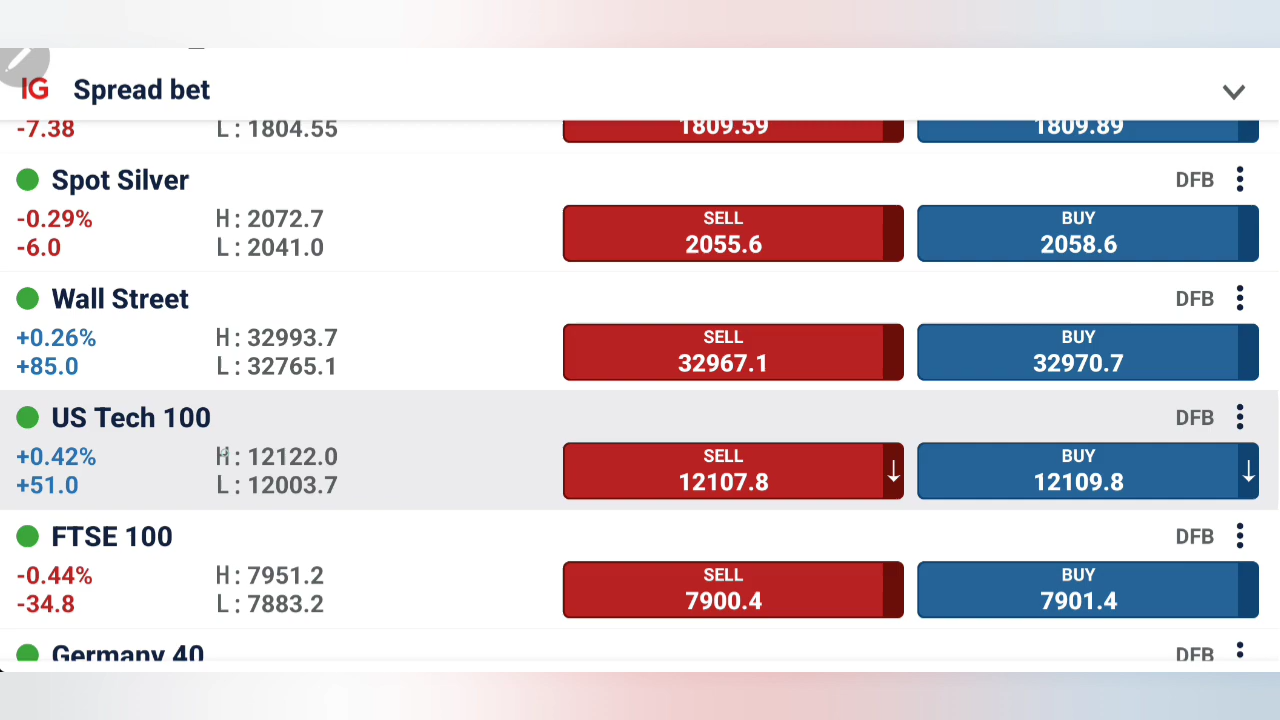 IG Spread bet
-7.38 L: 1804.55 1809.59 1809.89
Spot Silver DFB
-0.29% H: 2072.7 SELL BUY
-6.0 L: 2041.0 2055.6 2058.6
Wall Street DFB
+0.26% H: 32993.7 SELL BUY
+85.0 L: 32765.1 32967.1 32970.7
US Tech 100 DFB
+0.42% H: 12122.0 SELL BUY
+51.0 L: 12003.7 12107.8 12109.8
FTSE 100 DFB
-0.44% H: 7951.2 SELL BUY
-34.8 L: 7883.2 7900.4 7901.4
Germany 40 DFB